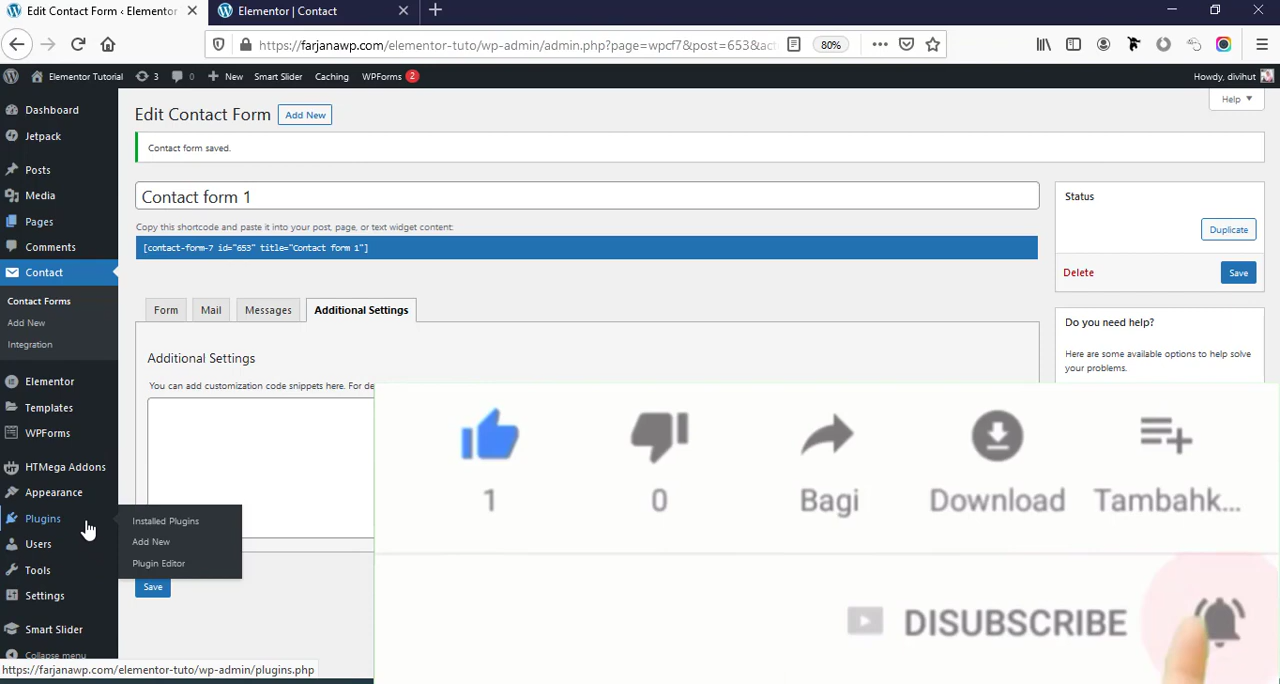 Edit Contact Form ‹ Elementor
Elementor | Contact
https://farjanawp.com/elementor-tuto/wp-admin/admin.php?page=wpcf7&post=653&act
80%
Elementor Tutorial
3
0
New
Smart Slider
Caching
WPForms
2
Howdy, divihut
Help
Dashboard
Jetpack
Posts
Media
Pages
Comments
Contact
Contact Forms
Add New
Integration
Elementor
Templates
WPForms
HTMega Addons
Appearance
Plugins
Users
Tools
Settings
Smart Slider
Collapse menu
Installed Plugins
Add New
Plugin Editor
Edit Contact Form
Add New
Contact form saved.
Contact form 1
Copy this shortcode and paste it into your post, page, or text widget content:
[contact-form-7 id="653" title="Contact form 1"]
Form
Mail
Messages
Additional Settings
Additional Settings
You can add customization code snippets here. For de
Save
Status
Duplicate
Delete
Save
Do you need help?
Here are some available options to help solve
your problems.
1
0
Bagi
Download
Tambahk...
DISUBSCRIBE
https://farjanawp.com/elementor-tuto/wp-admin/plugins.php